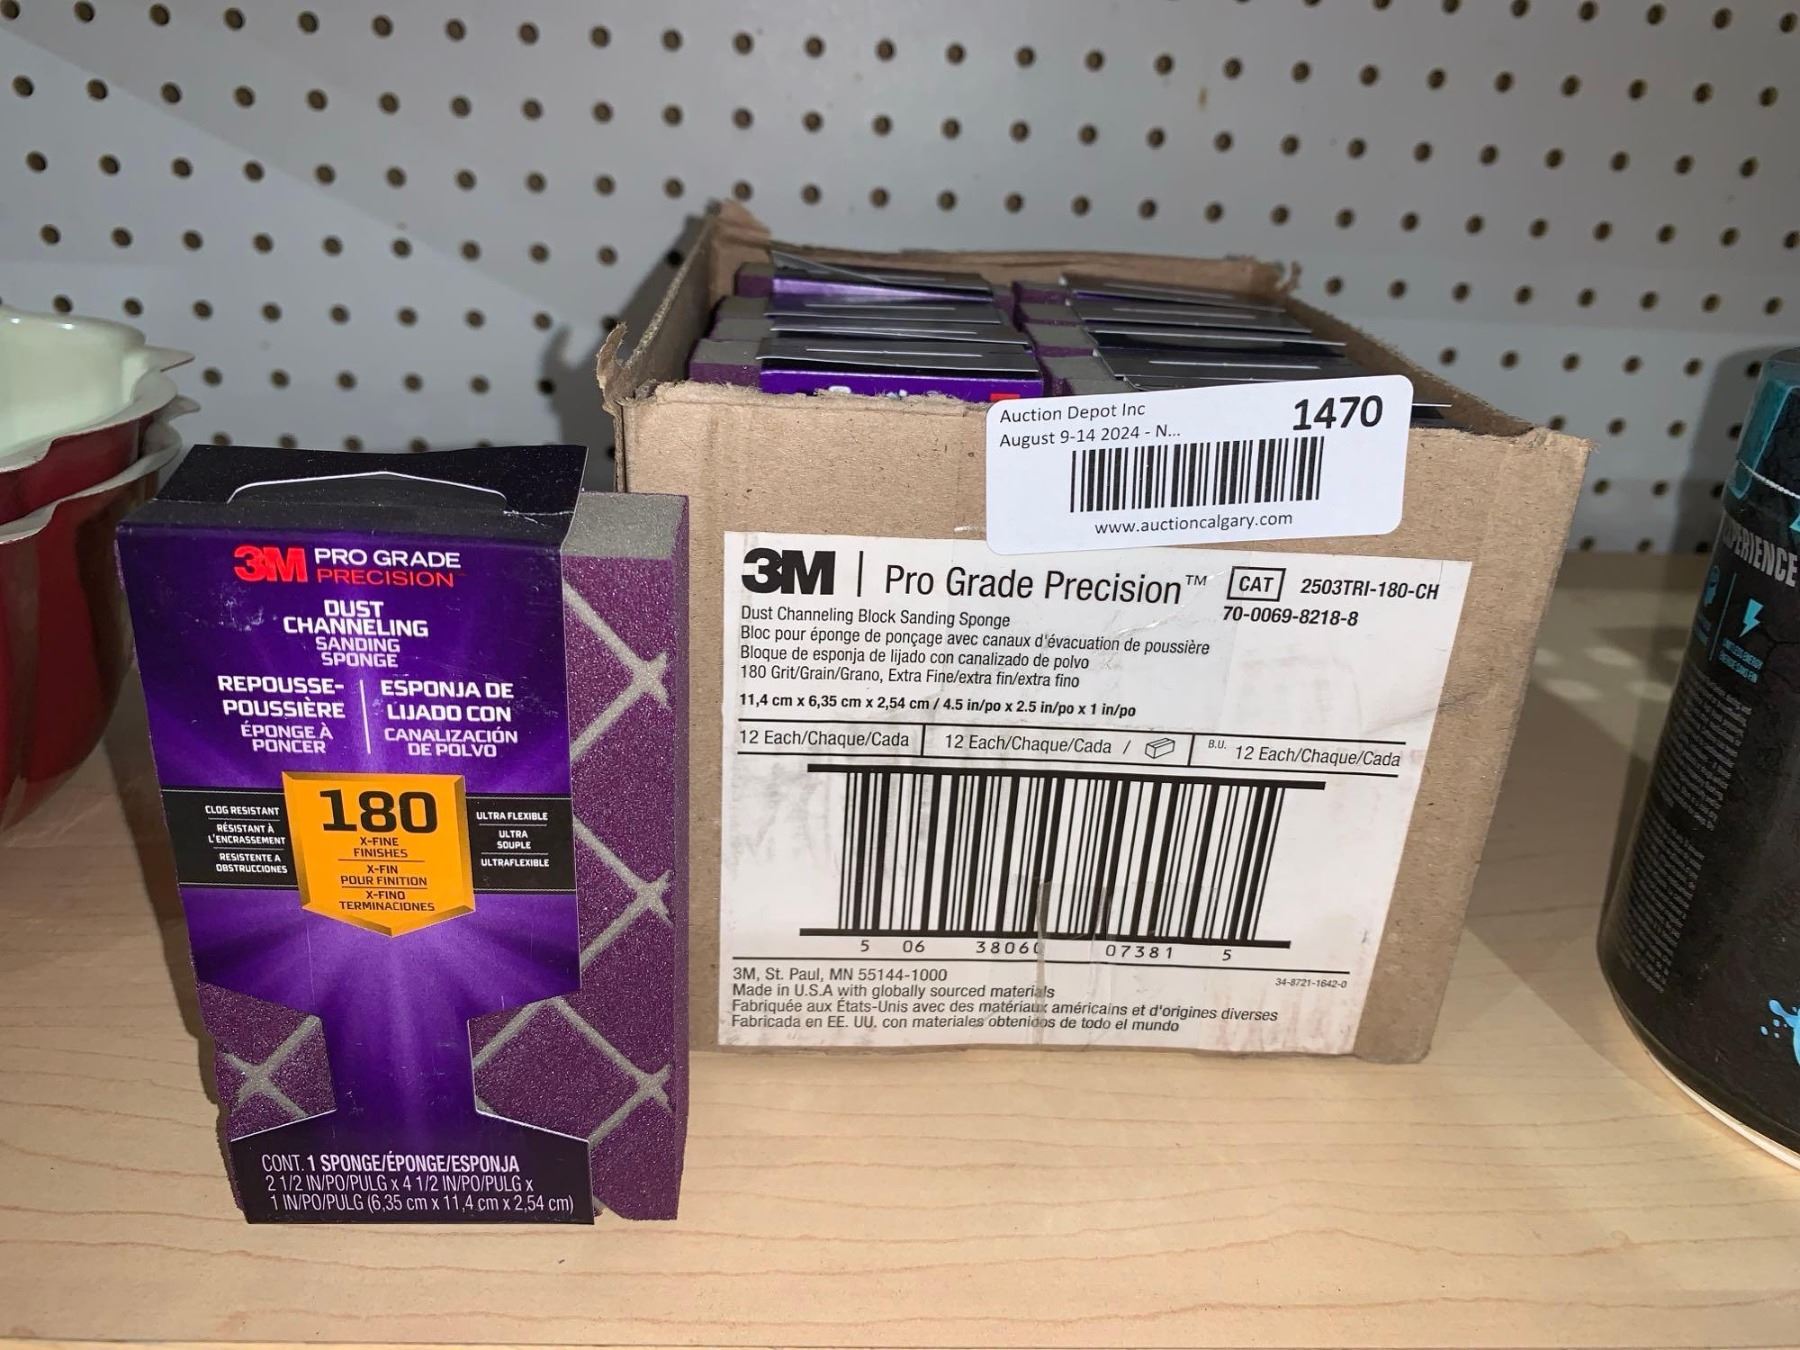 3M PRO GRADE
PRECISION
DUST
CHANNELING
SANDING
SPONGE
REPOUSSE-
POUSSIÈRE
ÉPONGE À
PONCER
ESPONJA DE
LIJADO CON
CANALIZACIÓN
DE POLVO
CLOG RESISTANT
RÉSISTANT À
L'ENCRASSEMENT
RESISTENTE A
OBSTRUCCIONES
180
X-FINE
FINISHES
X-FIN
POUR FINITION
X-FINO
TERMINACIONES
ULTRA FLEXIBLE
ULTRA
SOUPLE
ULTRAFLEXIBLE
CONT. 1 SPONGE/ÉPONGE/ESPONJA
2 1/2 IN/PO/PULG x 4 1/2 IN/PO/PULG x
1 IN/PO/PULG (6,35 cm x 11,4 cm x 2,54 cm)
Auction Depot Inc
August 9-14 2024 - N...
1470
www.auctioncalgary.com
3M | Pro Grade Precision™
CAT 2503TRI-180-CH
70-0069-8218-8
Dust Channeling Block Sanding Sponge
Bloc pour éponge de ponçage avec canaux d'évacuation de poussière
Bloque de esponja de lijado con canalizado de polvo
180 Grit/Grain/Grano, Extra Fine/extra fin/extra fino
11,4 cm x 6,35 cm x 2,54 cm / 4.5 in/po x 2.5 in/po x 1 in/po
12 Each/Chaque/Cada
12 Each/Chaque/Cada /
B.U. 12 Each/Chaque/Cada
5 06 38060 07381 5
3M, St. Paul, MN 55144-1000
34-8721-1642-0
Made in U.S.A with globally sourced materials
Fabriquée aux États-Unis avec des matériaux américains et d'origines diverses
Fabricada en EE. UU. con materiales obtenidos de todo el mundo